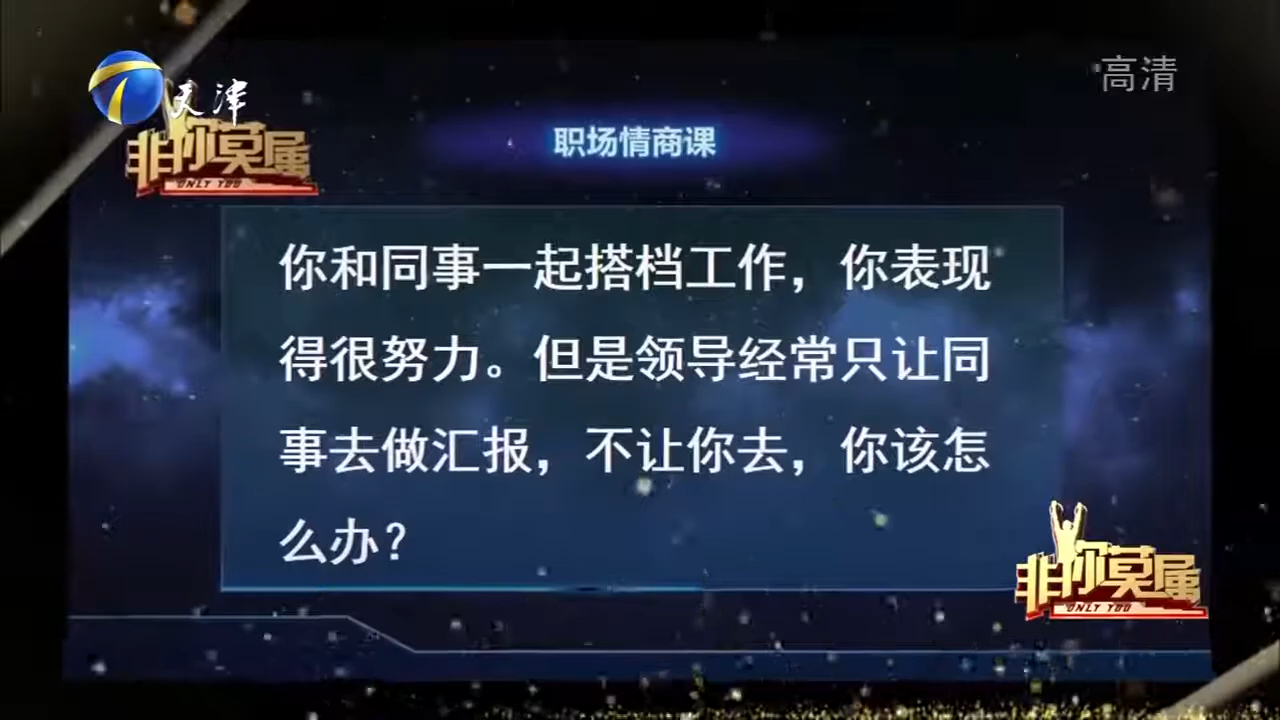 天津
高清
非你莫属
ONLY YOU
职场情商课
你和同事一起搭档工作，你表现
得很努力。但是领导经常只让同
事去做汇报，不让你去，你该怎
么办？
非你莫属
ONLY YOU